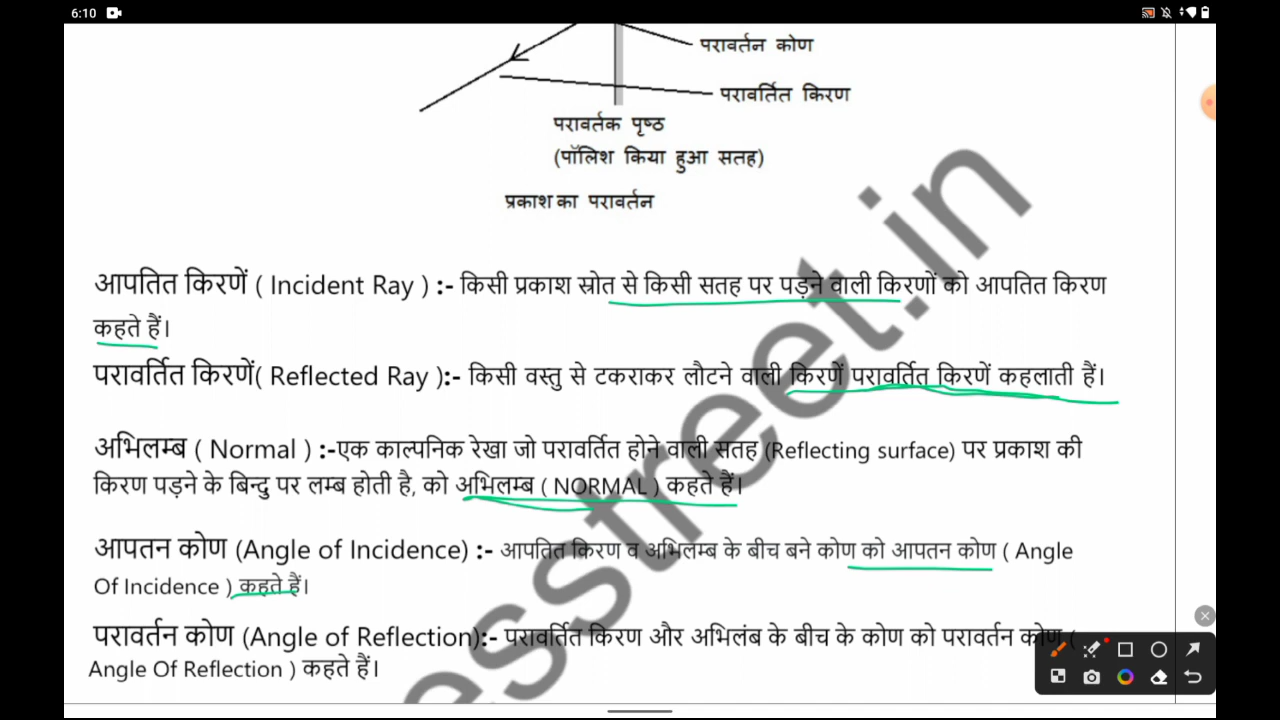 6:10
परावर्तन कोण
परावर्तित किरण
परावर्तक पृष्ठ
(पॉलिश किया हुआ सतह)
प्रकाश का परावर्तन
आपतित किरणें ( Incident Ray ) :- किसी प्रकाश स्रोत से किसी सतह पर पड़ने वाली किरणों को आपतित किरण
कहते हैं।
परावर्तित किरणें( Reflected Ray ):- किसी वस्तु से टकराकर लौटने वाली किरणें परावर्तित किरणें कहलाती हैं।
अभिलम्ब ( Normal ) :-एक काल्पनिक रेखा जो परावर्तित होने वाली सतह (Reflecting surface) पर प्रकाश की
किरण पड़ने के बिन्दु पर लम्ब होती है, को अभिलम्ब ( NORMAL ) कहते हैं।
आपतन कोण (Angle of Incidence) :- आपतित किरण व अभिलम्ब के बीच बने कोण को आपतन कोण ( Angle
Of Incidence ) कहते हैं।
परावर्तन कोण (Angle of Reflection):- परावर्तित किरण और अभिलंब के बीच के कोण को परावर्तन कोण (
Angle Of Reflection ) कहते हैं।
esstreet.in